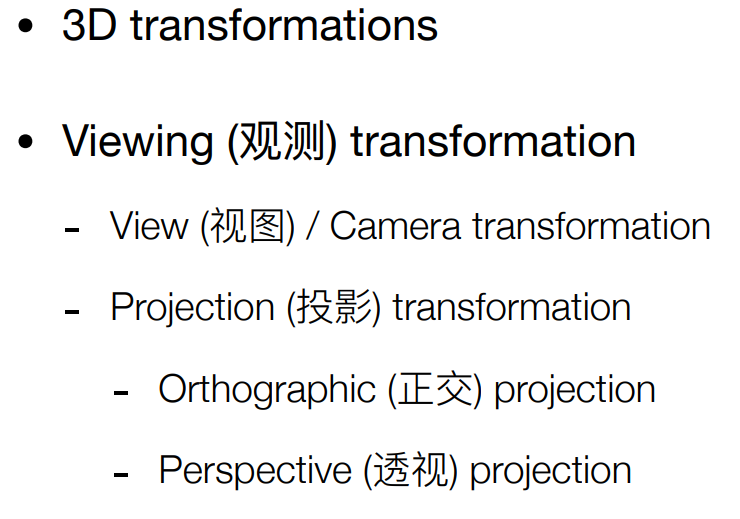 • 3D transformations
• Viewing (观测) transformation
- View (视图) / Camera transformation
- Projection (投影) transformation
- Orthographic (正交) projection
- Perspective (透视) projection